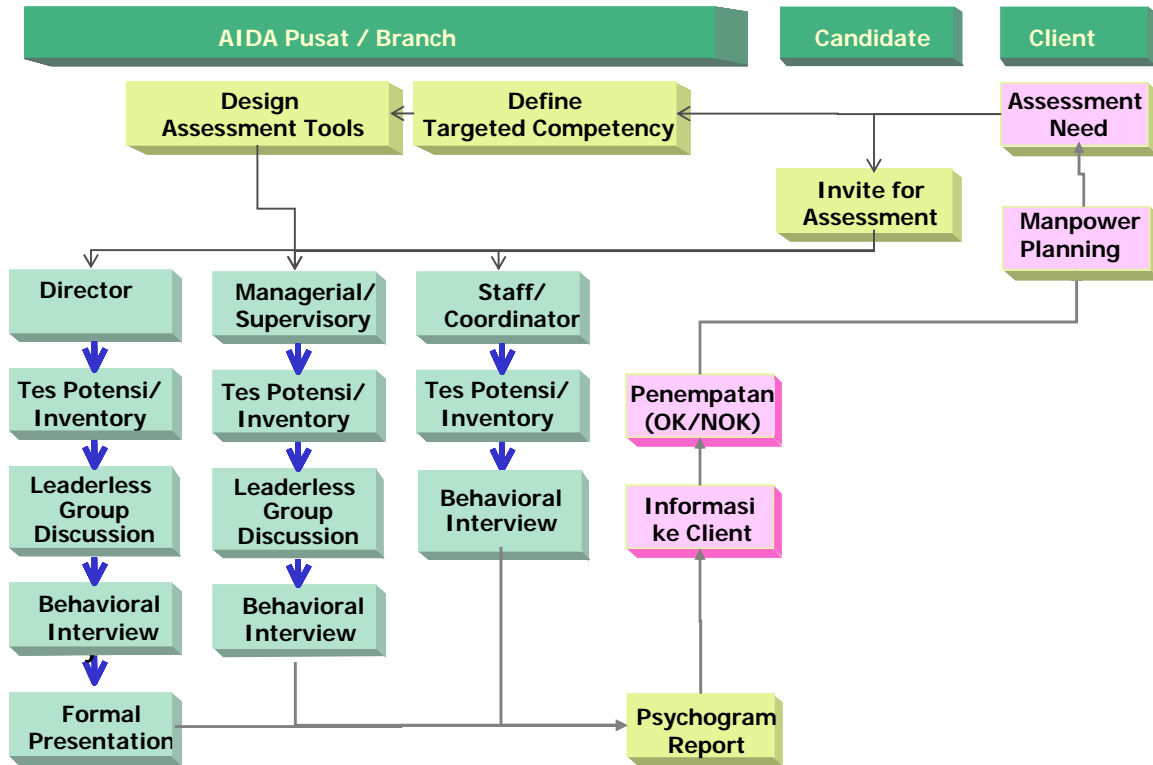 AIDA Pusat / Branch
Candidate
Client
Design
Assessment Tools
Define
Targeted Competency
Assessment
Need
Invite for
Assessment
Manpower
Planning
Director
Managerial/
Supervisory
Staff/
Coordinator
Tes Potensi/
Inventory
Tes Potensi/
Inventory
Tes Potensi/
Inventory
Penempatan
(OK/NOK)
Leaderless
Group
Discussion
Leaderless
Group
Discussion
Behavioral
Interview
Informasi
ke Client
Behavioral
Interview
Behavioral
Interview
Formal
Presentation
Psychogram
Report